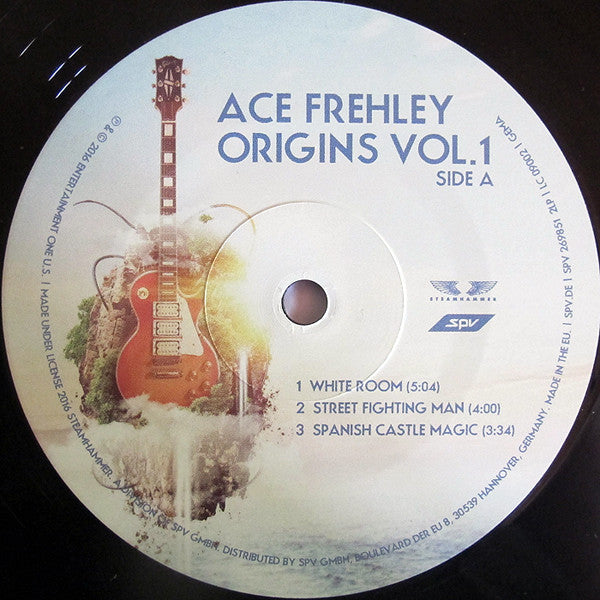 ACE FREHLEY
ORIGINS VOL.1
SIDE A
STEAMHAMMER
SPV
1 WHITE ROOM (5:04)
2 STREET FIGHTING MAN (4:00)
3 SPANISH CASTLE MAGIC (3:34)
℗ & © 2016 ENTERTAINMENT ONE U.S. | MADE UNDER LICENSE 2016 STEAMHAMMER. A DIVISION OF SPV GMBH. DISTRIBUTED BY SPV GMBH, BOULEVARD DER EU 8, 30539 HANNOVER, GERMANY. MADE IN THE EU. | SPV.DE | SPV 269851 2LP | LC 09002 | GEMA